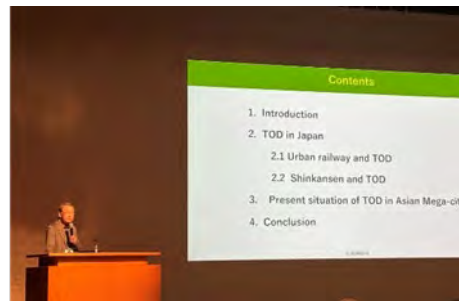 Contents
1. Introduction
2. TOD in Japan
2.1 Urban railway and TOD
2.2 Shinkansen and TOD
3. Present situation of TOD in Asian Mega-cit
4. Conclusion